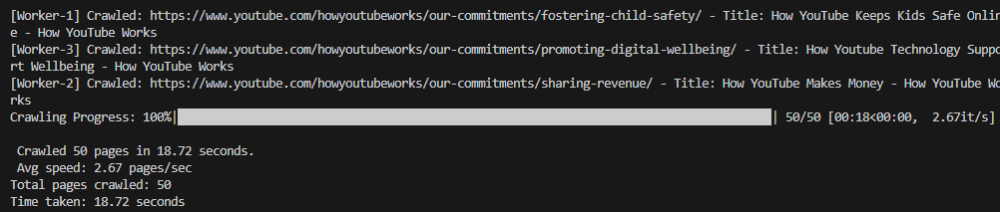 [Worker-1] Crawled: https://www.youtube.com/howyoutubeworks/our-commitments/fostering-child-safety/ - Title: How YouTube Keeps Kids Safe Onlin
e - How YouTube Works
[Worker-3] Crawled: https://www.youtube.com/howyoutubeworks/our-commitments/promoting-digital-wellbeing/ - Title: How Youtube Technology Suppo
rt Wellbeing - How YouTube Works
[Worker-2] Crawled: https://www.youtube.com/howyoutubeworks/our-commitments/sharing-revenue/ - Title: How YouTube Makes Money - How YouTube Wo
rks
Crawling Progress: 100%| | 50/50 [00:18<00:00, 2.67it/s]
Crawled 50 pages in 18.72 seconds.
Avg speed: 2.67 pages/sec
Total pages crawled: 50
Time taken: 18.72 seconds